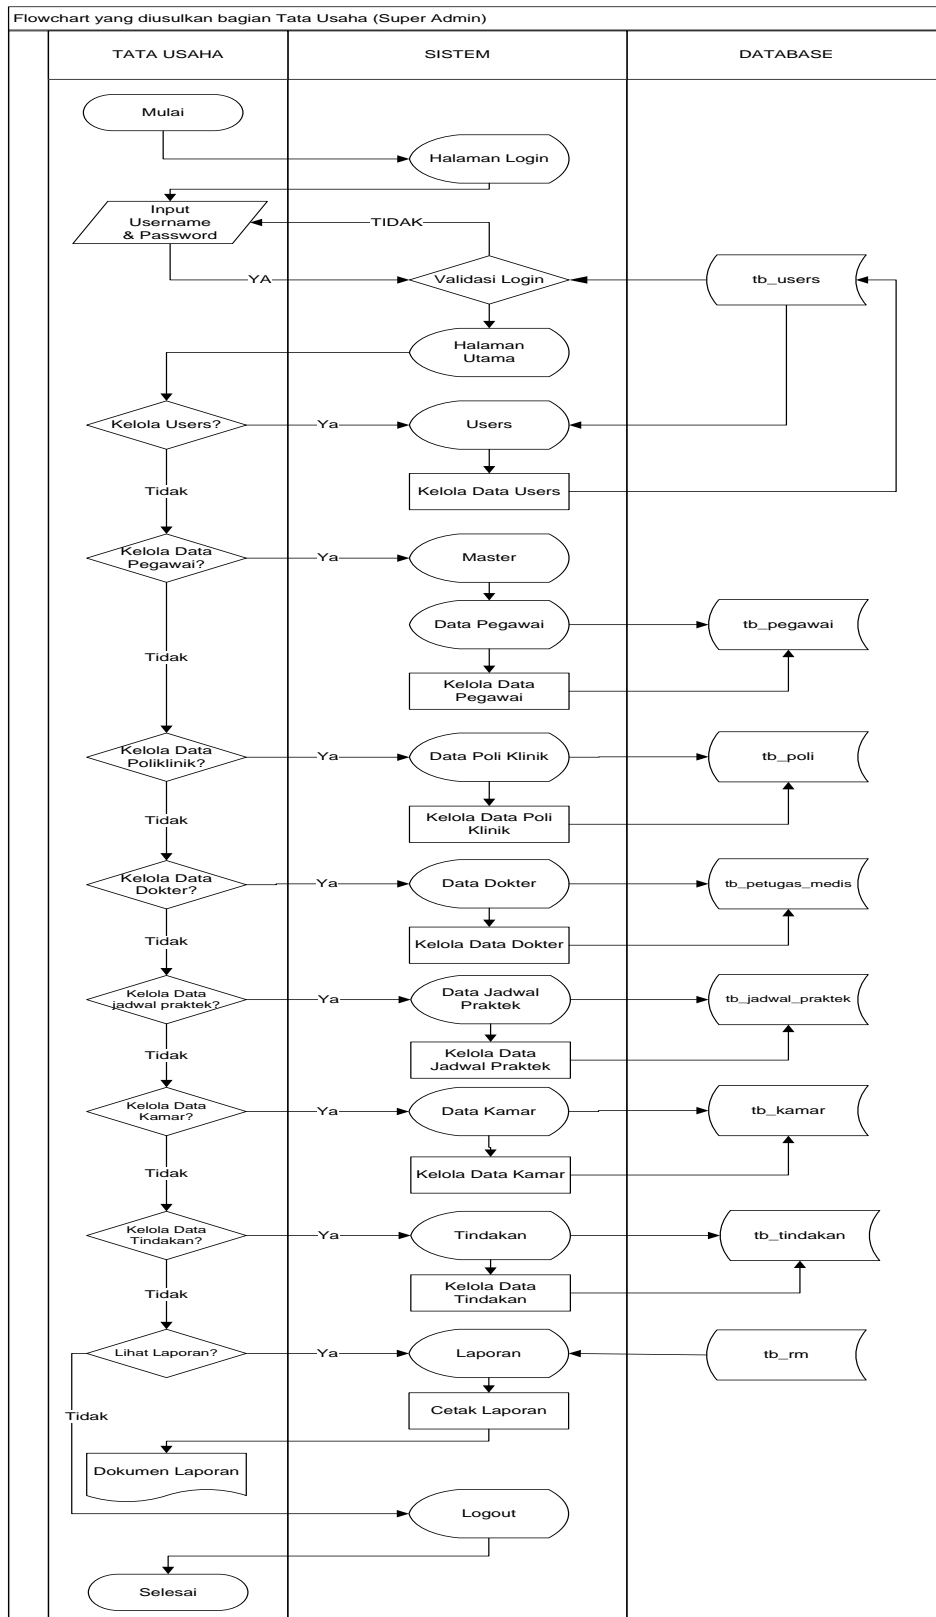 Flowchart yang diusulkan bagian Tata Usaha (Super Admin)
TATA USAHA
SISTEM
DATABASE
Mulai
Halaman Login
Input
Username
& Password
TIDAK
YA
Validasi Login
tb_users
Halaman
Utama
Kelola Users?
Ya
Users
Tidak
Kelola Data Users
Kelola Data
Pegawai?
Ya
Master
Data Pegawai
tb_pegawai
Tidak
Kelola Data
Pegawai
Kelola Data
Poliklinik?
Ya
Data Poli Klinik
tb_poli
Tidak
Kelola Data Poli
Klinik
Kelola Data
Dokter?
Ya
Data Dokter
tb_petugas_medis
Tidak
Kelola Data Dokter
Kelola Data
jadwal praktek?
Ya
Data Jadwal
Praktek
tb_jadwal_praktek
Tidak
Kelola Data
Jadwal Praktek
Kelola Data
Kamar?
Ya
Data Kamar
tb_kamar
Tidak
Kelola Data Kamar
Kelola Data
Tindakan?
Ya
Tindakan
tb_tindakan
Tidak
Kelola Data
Tindakan
Lihat Laporan?
Ya
Laporan
tb_rm
Tidak
Cetak Laporan
Dokumen Laporan
Logout
Selesai